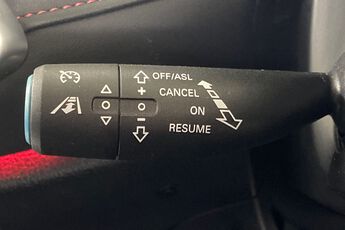 OFF/ASL
+
CANCEL
ON
−
RESUME